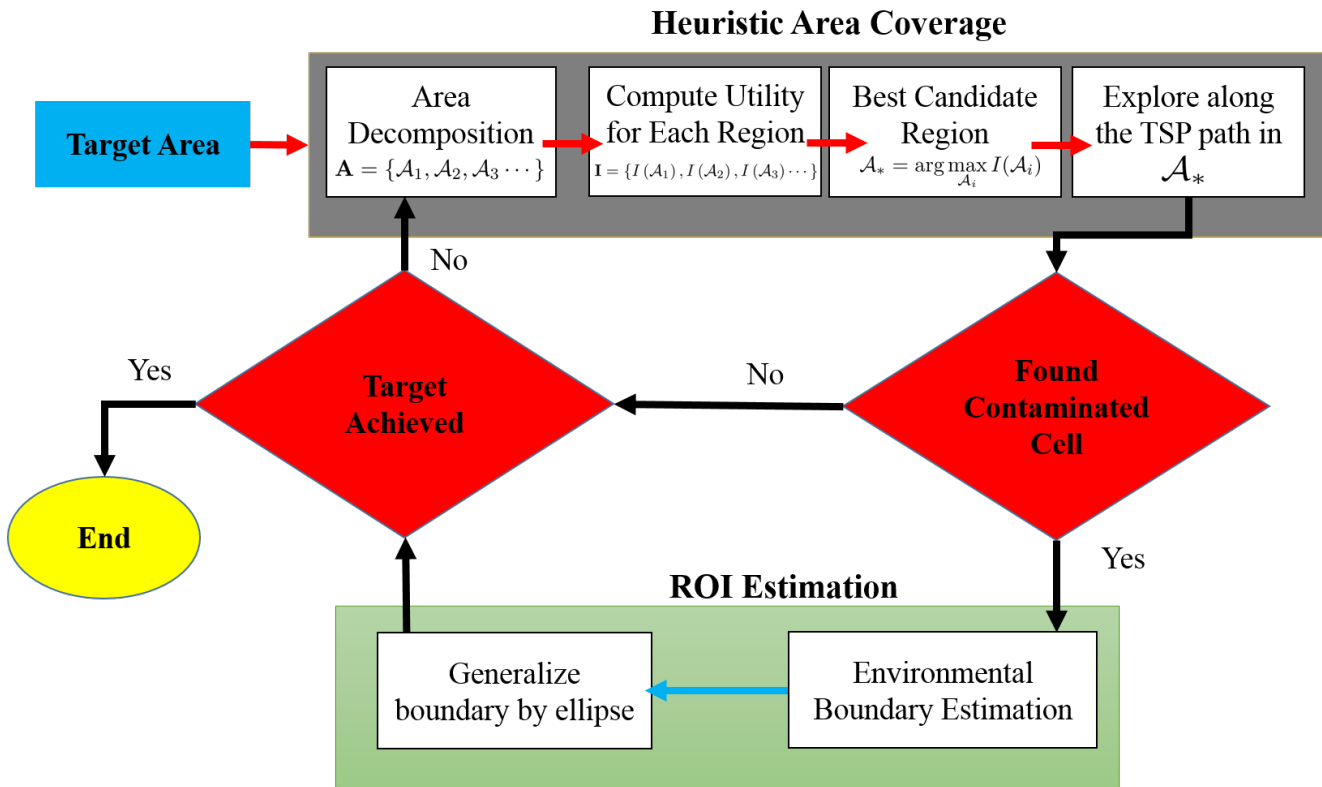 Heuristic Area Coverage
Target Area
Area
Decomposition
𝐀 = {𝒜₁, 𝒜₂, 𝒜₃ ⋯}
Compute Utility
for Each Region
𝐈 = {I (𝒜₁) , I (𝒜₂) , I (𝒜₃) ⋯}
Best Candidate
Region
𝒜∗ = arg max I(𝒜ᵢ)
𝒜ᵢ
Explore along
the TSP path in
𝒜∗
No
Yes
Target
Achieved
No
Found
Contaminated
Cell
End
Yes
ROI Estimation
Generalize
boundary by ellipse
Environmental
Boundary Estimation